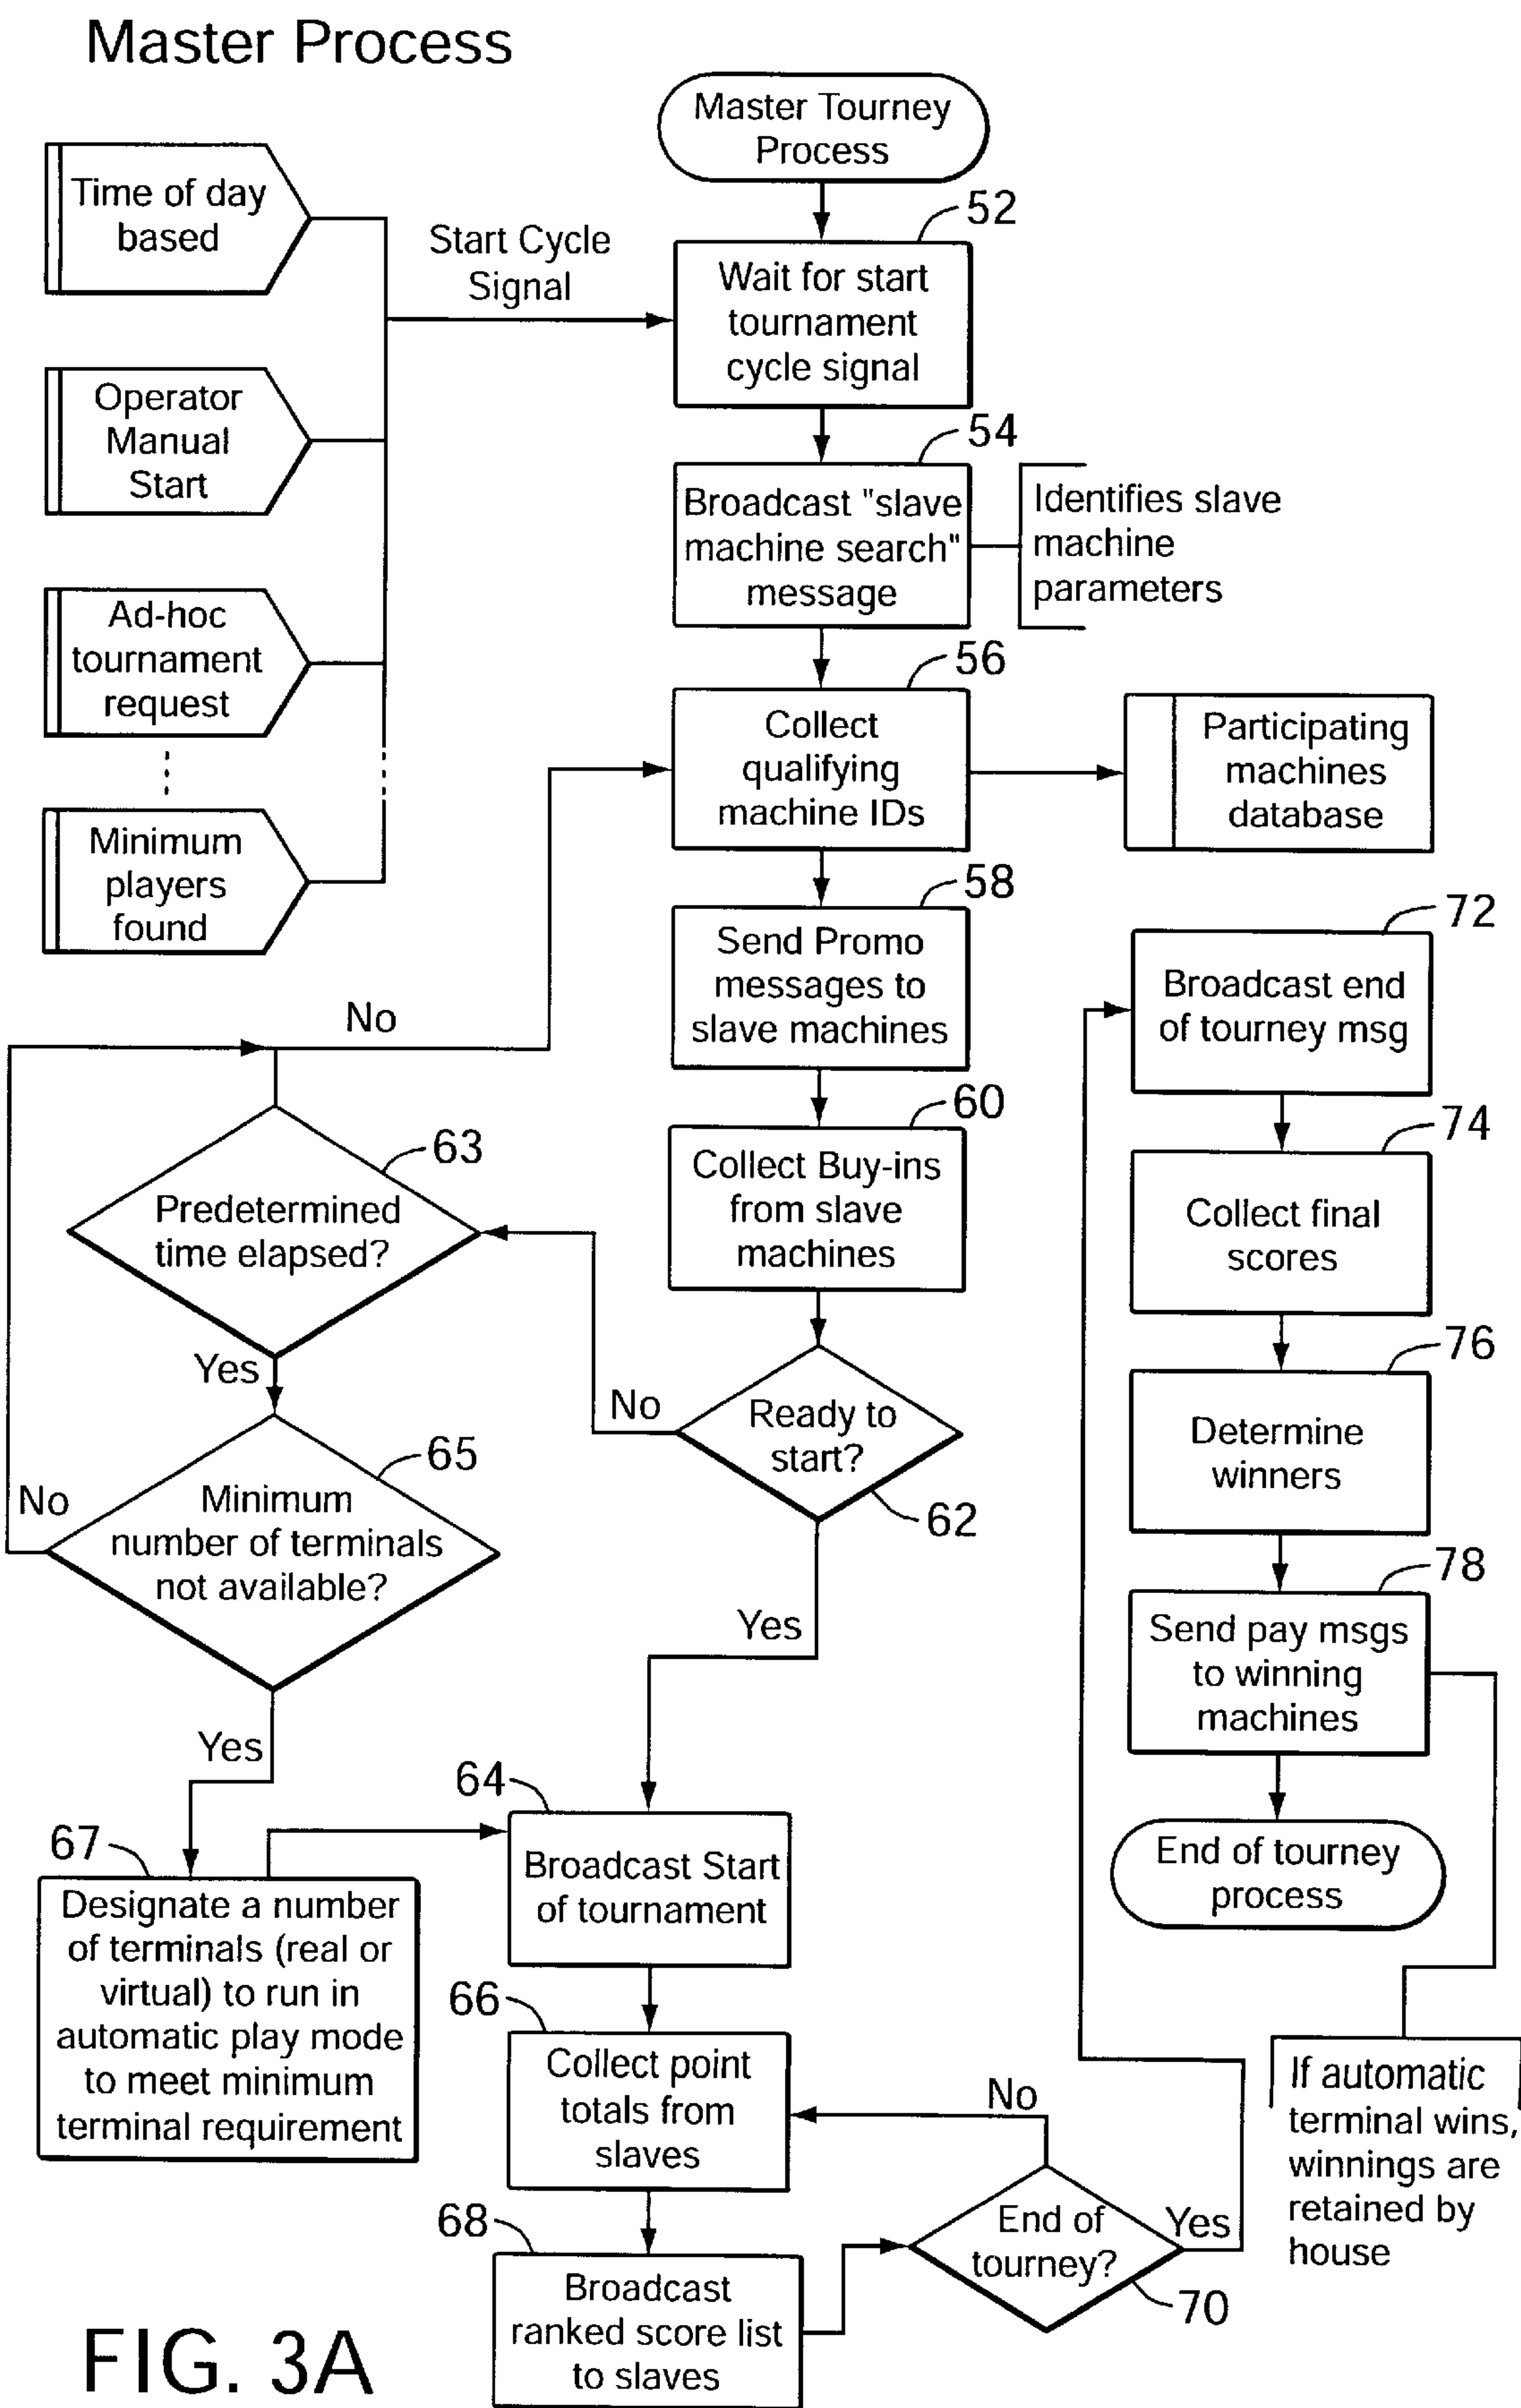 Master Process
Master Tourney
Process
Time of day
based
Start Cycle
Signal
52
Wait for start
tournament
cycle signal
Operator
Manual
Start
54
Broadcast "slave
machine search"
message
Identifies slave
machine
parameters
Ad-hoc
tournament
request
56
Collect
qualifying
machine IDs
Participating
machines
database
Minimum
players
found
58
Send Promo
messages to
slave machines
No
60
Collect Buy-ins
from slave
machines
63
Predetermined
time elapsed?
Yes
No
Ready to
start?
62
65
No
Minimum
number of terminals
not available?
Yes
Yes
67
Designate a number
of terminals (real or
virtual) to run in
automatic play mode
to meet minimum
terminal requirement
64
Broadcast Start
of tournament
66
Collect point
totals from
slaves
68
Broadcast
ranked score list
to slaves
No
End of
tourney?
Yes
70
72
Broadcast end
of tourney msg
74
Collect final
scores
76
Determine
winners
78
Send pay msgs
to winning
machines
End of tourney
process
If automatic
terminal wins,
winnings are
retained by
house
FIG. 3A